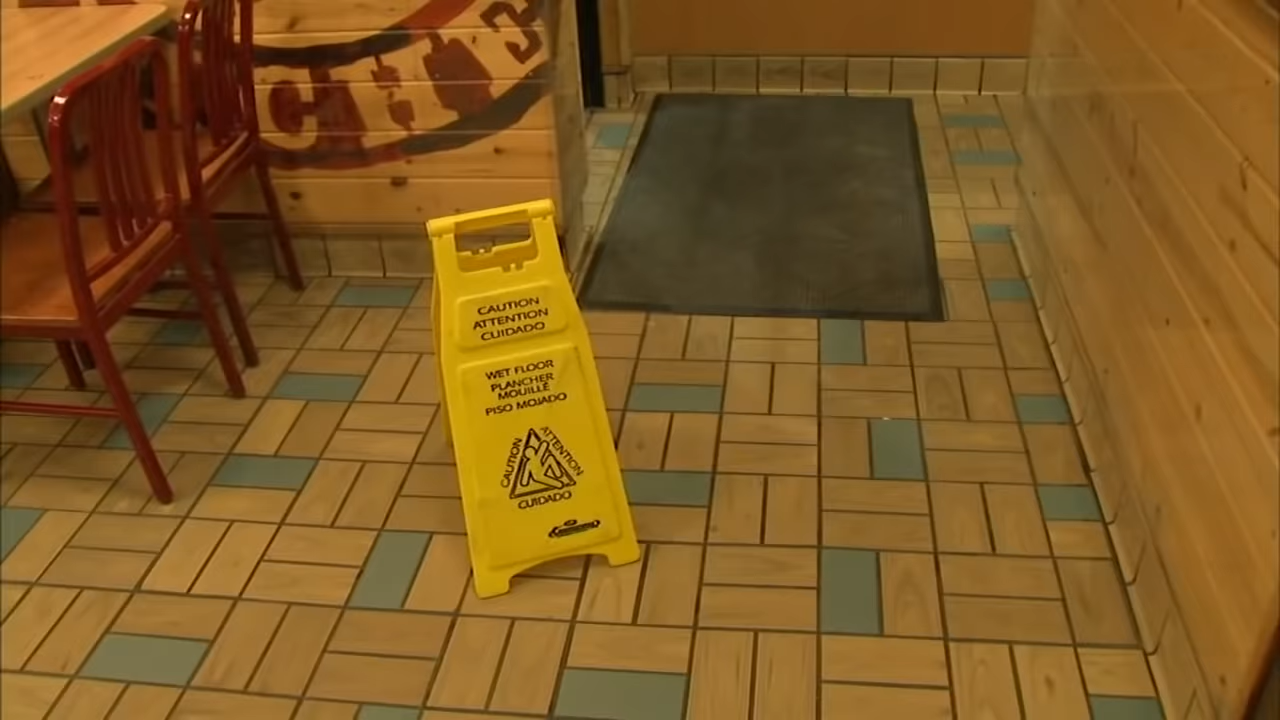 CAUTION
ATTENTION
CUIDADO
WET FLOOR
PLANCHER
MOUILLÉ
PISO MOJADO
CAUTION
ATTENTION
CUIDADO